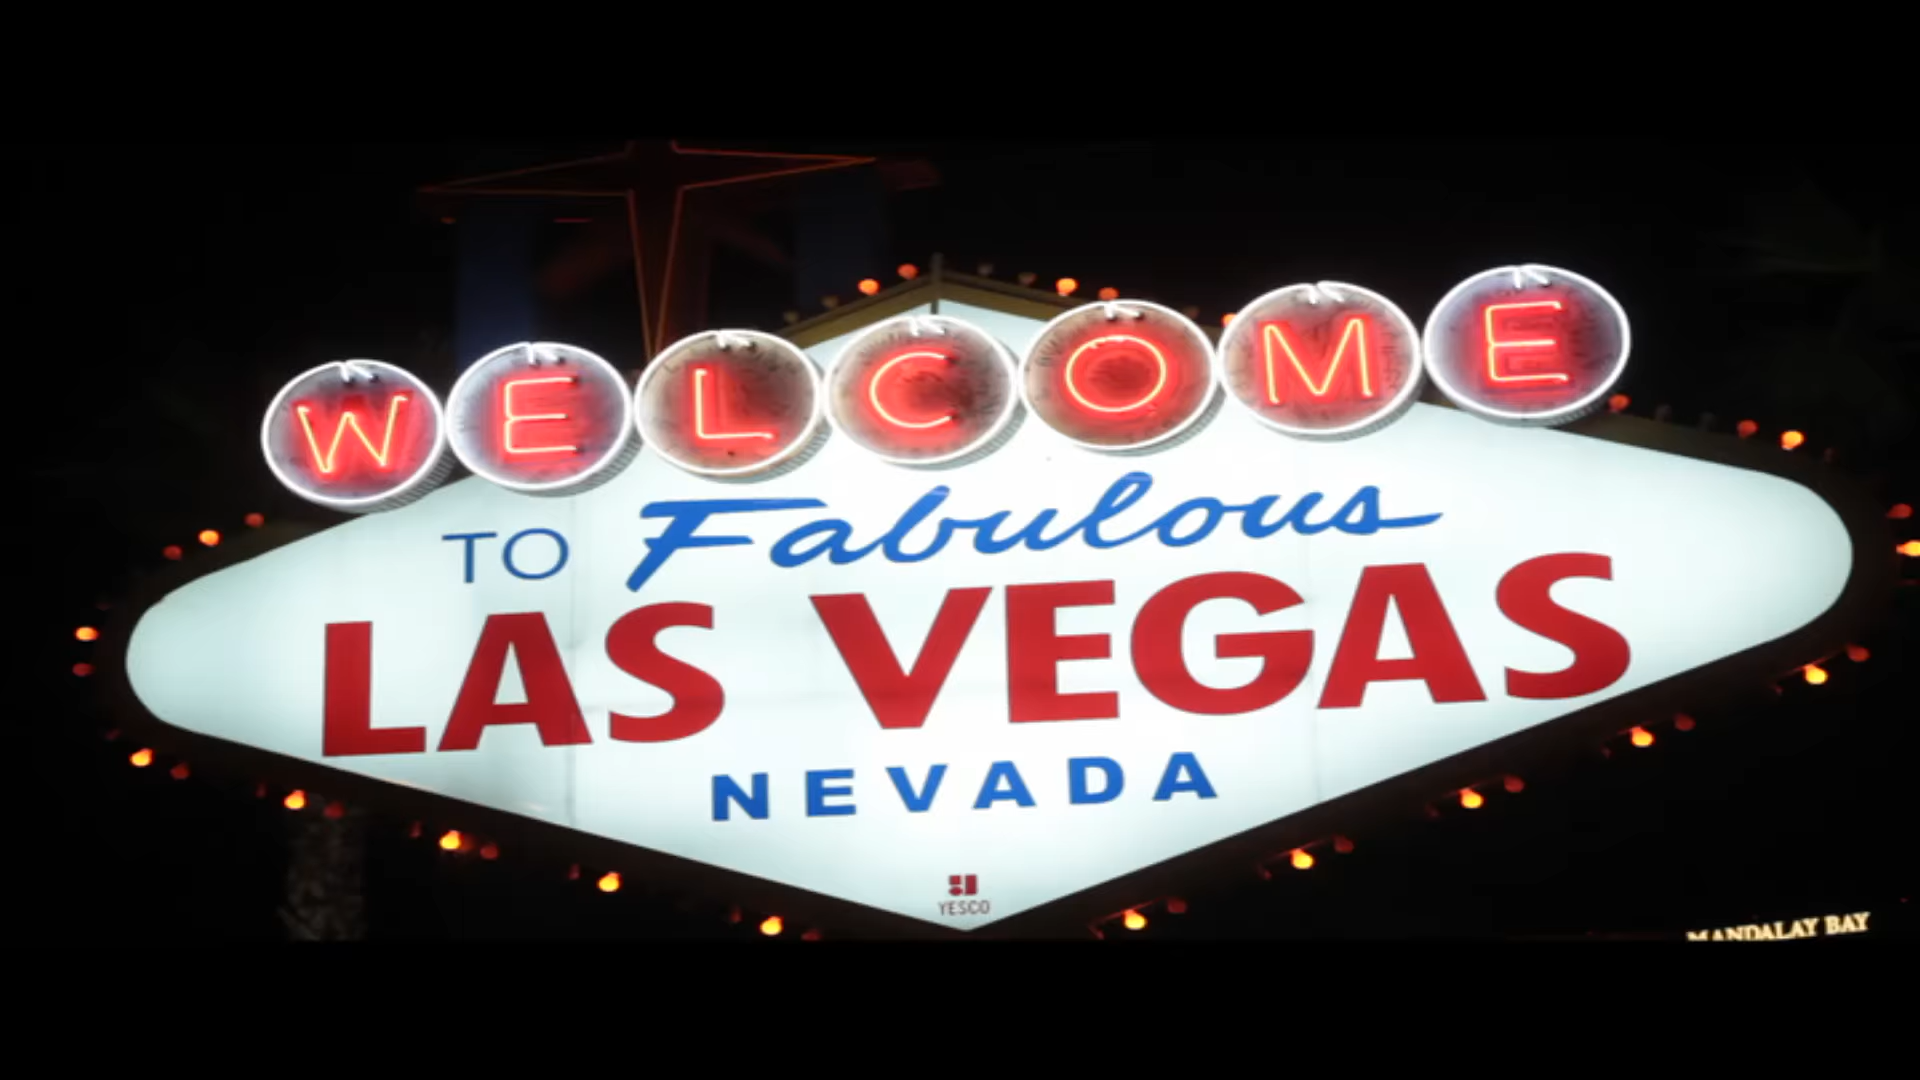 WELCOME
TO Fabulous
LAS VEGAS
NEVADA
YESCO
MANDALAY BAY